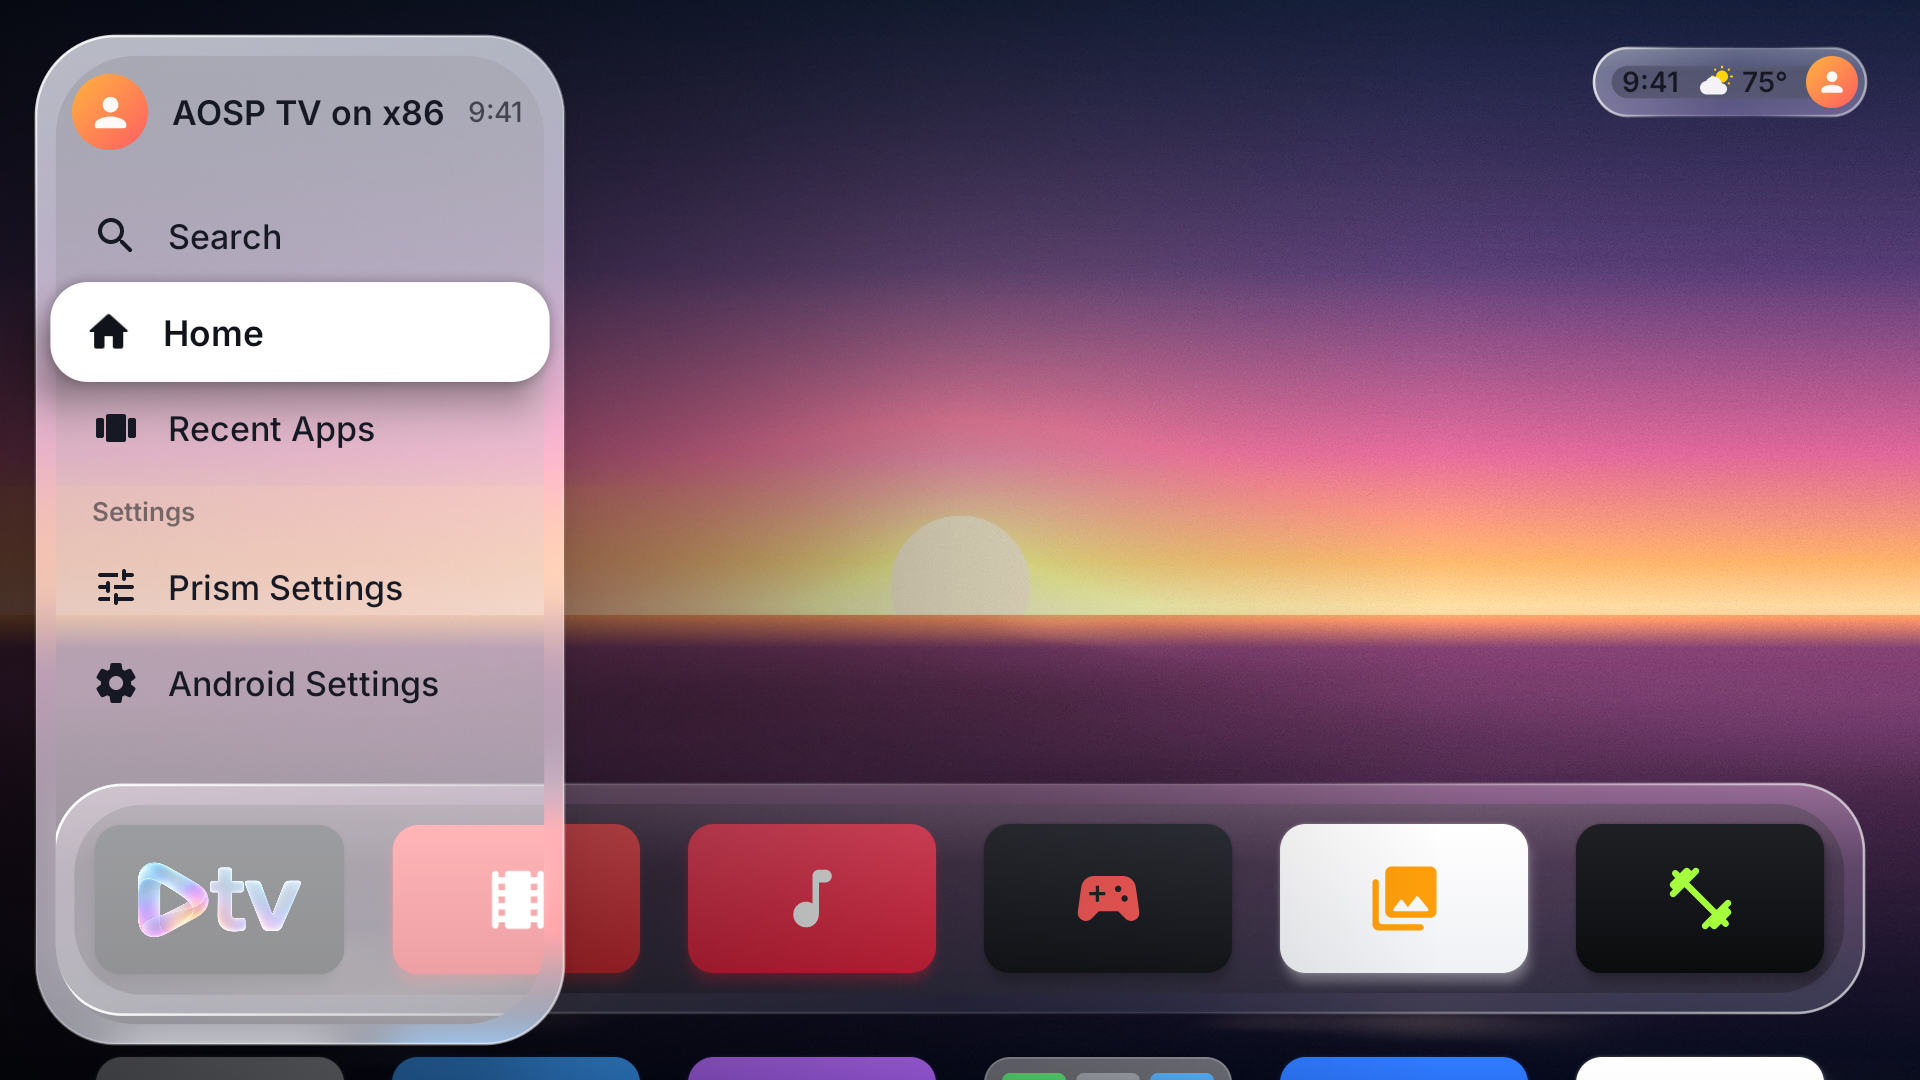 AOSP TV on x86 9:41
9:41 75°
Search
Home
Recent Apps
Settings
Prism Settings
Android Settings
tv